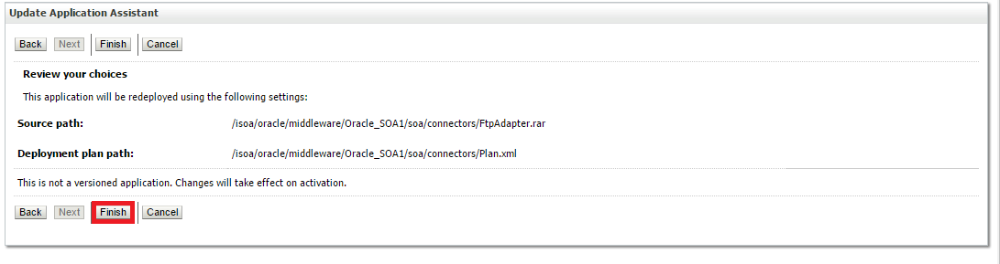 Update Application Assistant
Back Next Finish Cancel
Review your choices
This application will be redeployed using the following settings:
Source path: /isoa/oracle/middleware/Oracle_SOA1/soa/connectors/FtpAdapter.rar
Deployment plan path: /isoa/oracle/middleware/Oracle_SOA1/soa/connectors/Plan.xml
This is not a versioned application. Changes will take effect on activation.
Back Next Finish Cancel